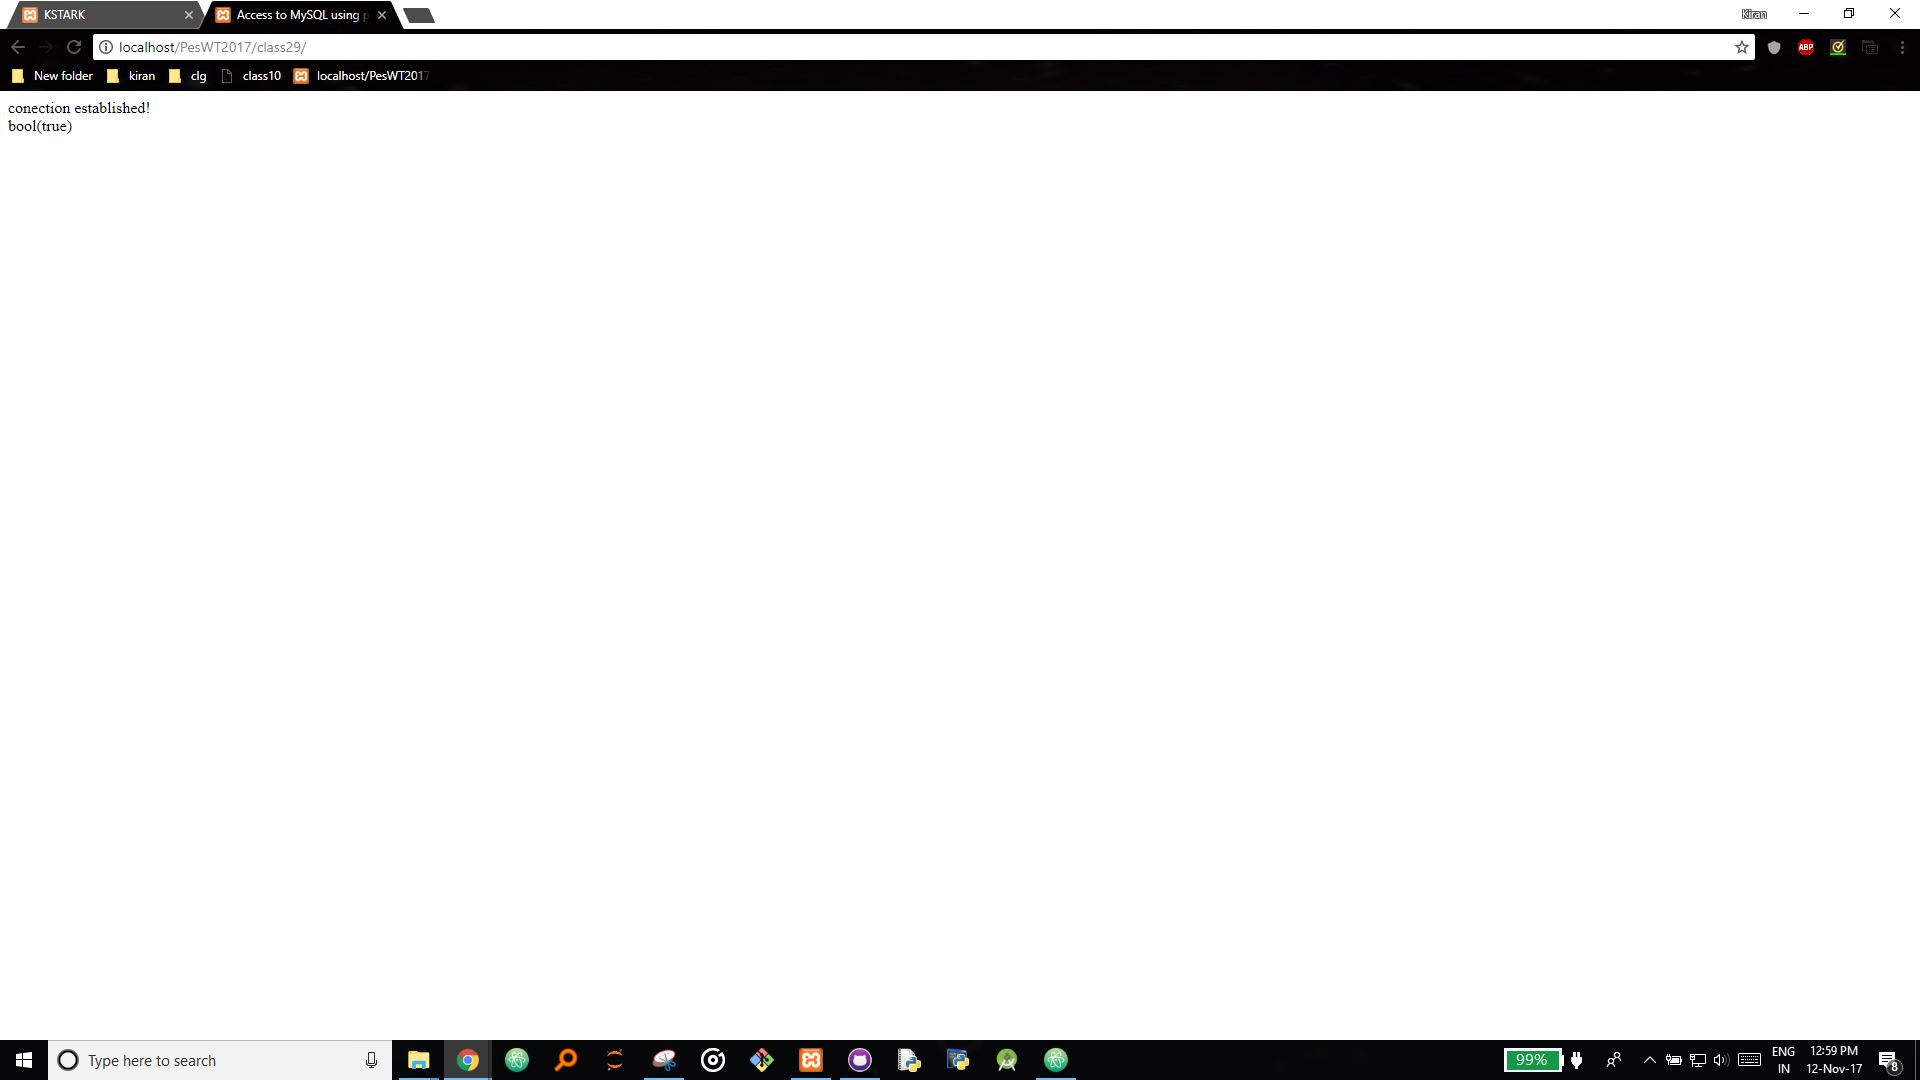 KSTARK
Access to MySQL using p
Kiran
localhost/PesWT2017/class29/
ABP
New folder
kiran
clg
class10
localhost/PesWT2017
conection established!
bool(true)
Type here to search
99%
ENG
IN
12:59 PM
12-Nov-17
8